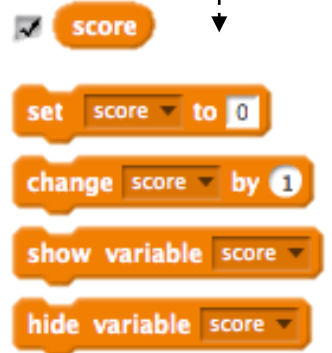 score
set score to 0
change score by 1
show variable score
hide variable score